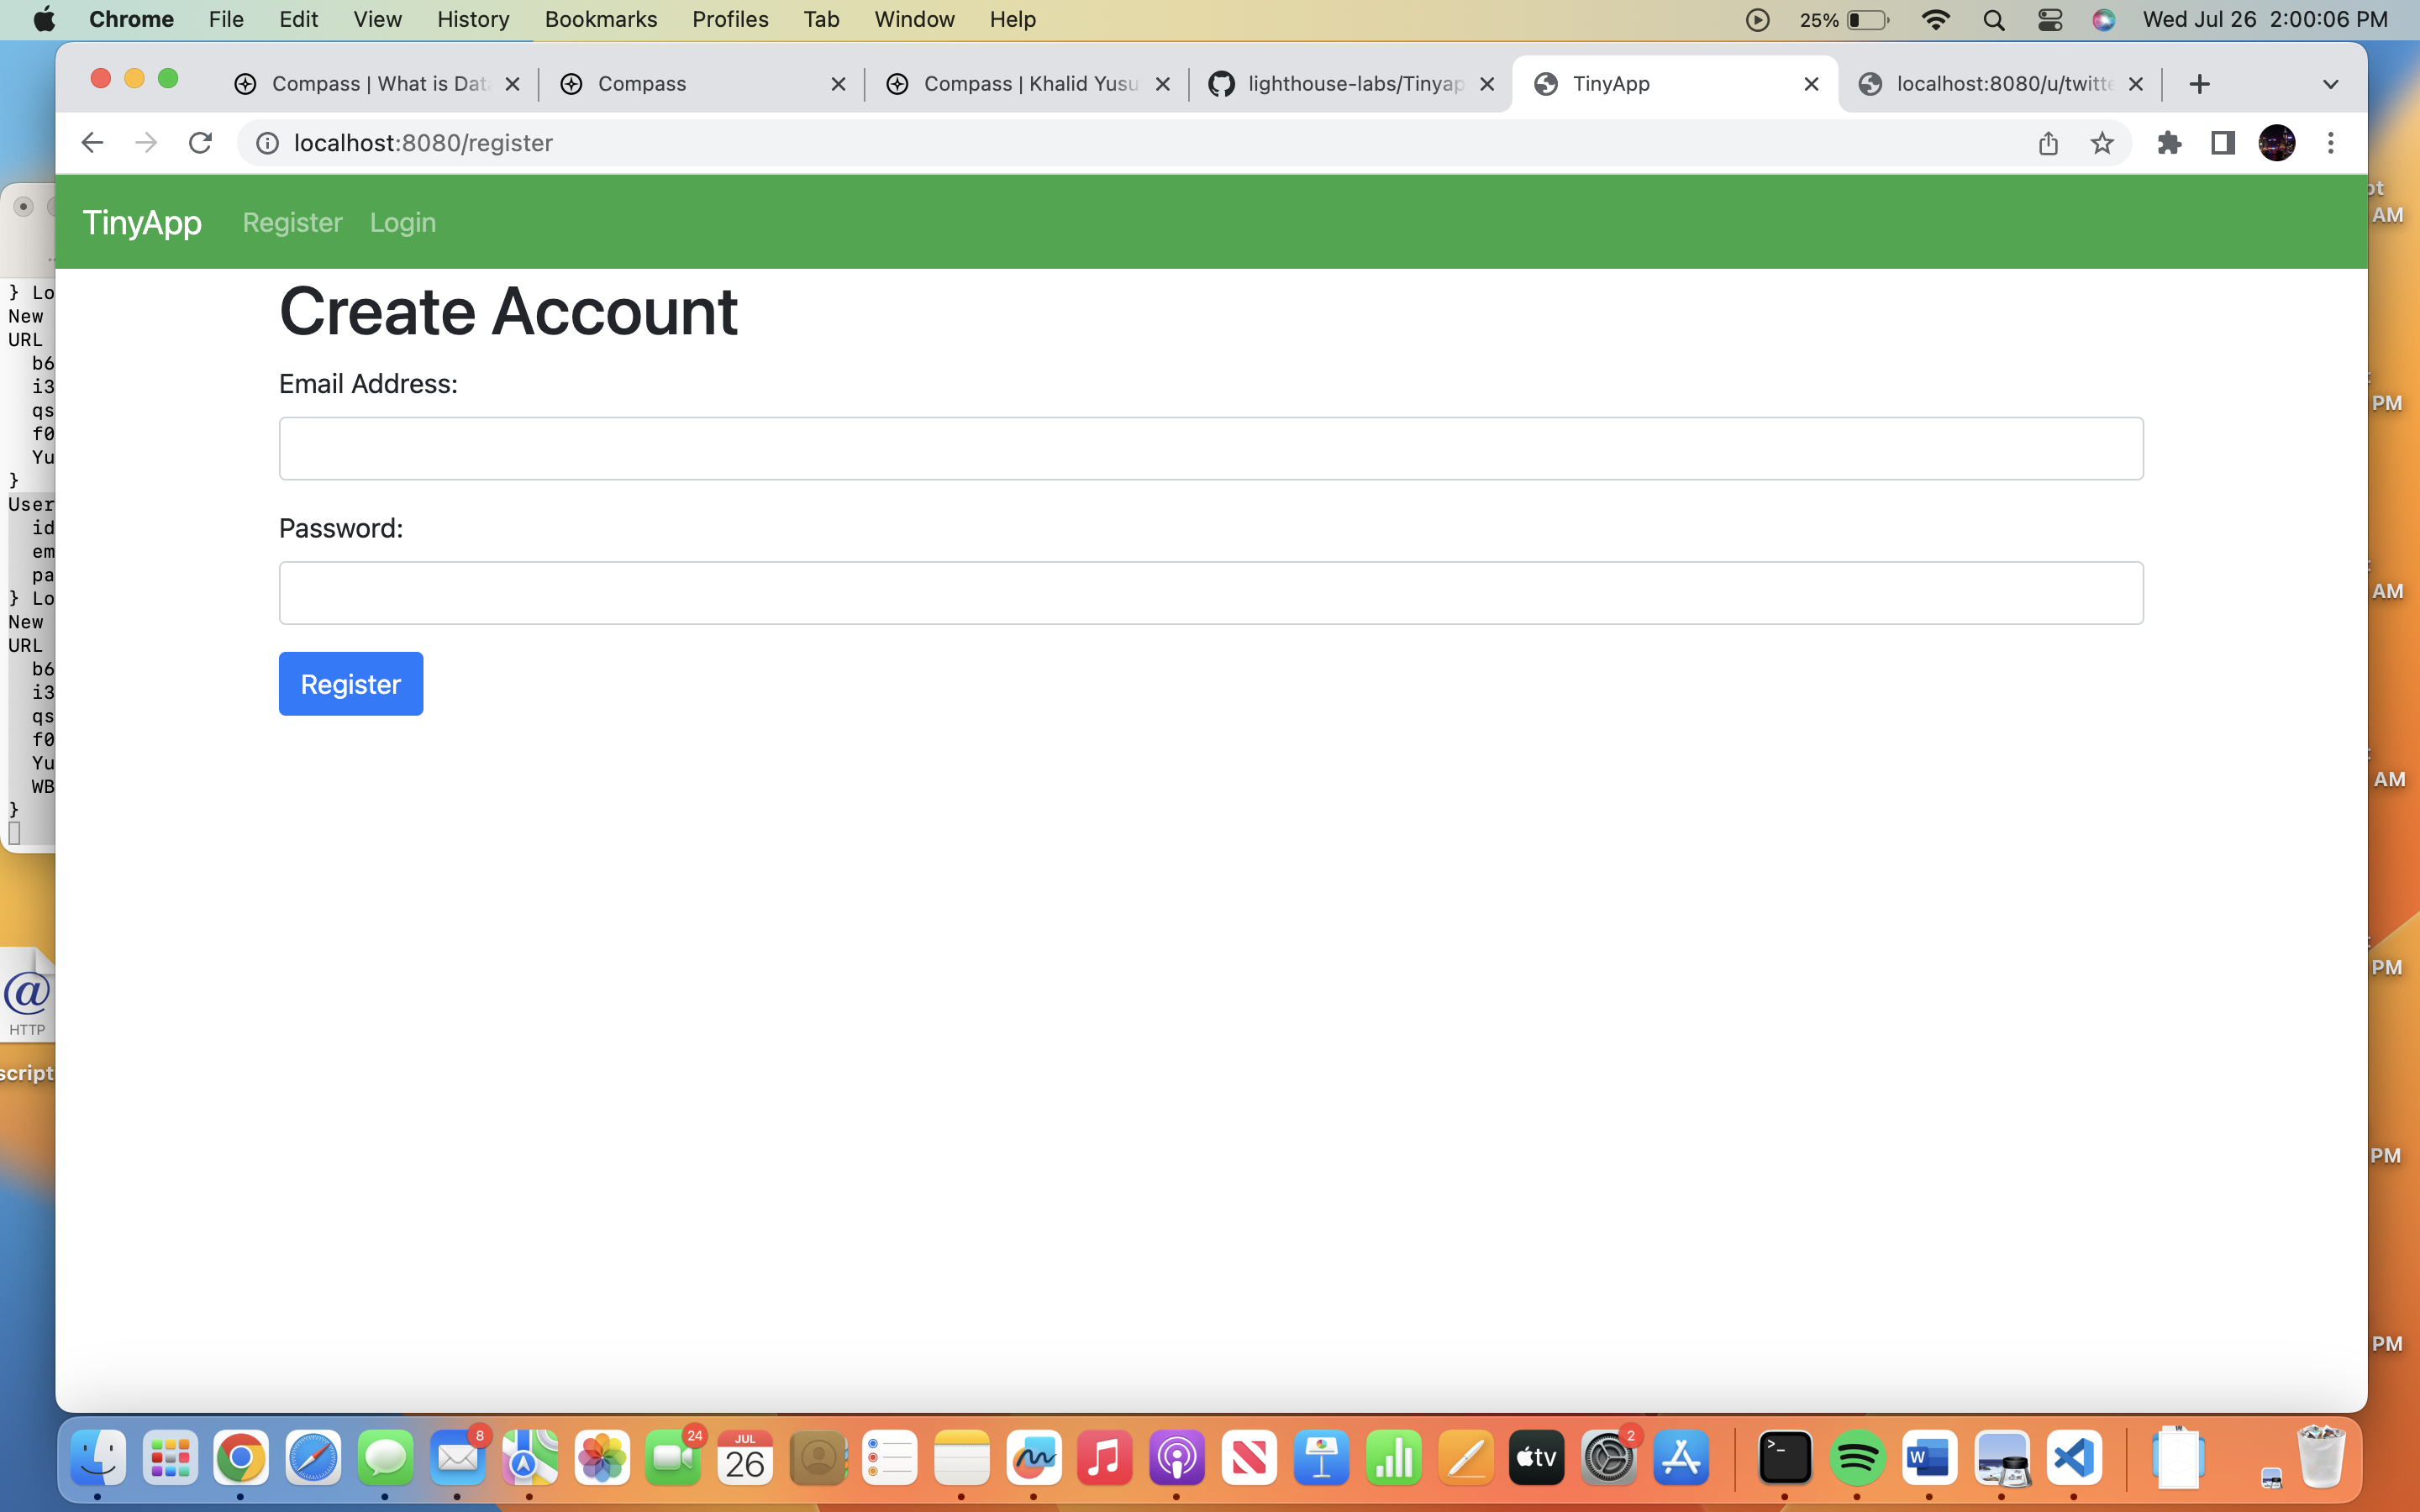 Chrome File Edit View History Bookmarks Profiles Tab Window Help 25% Wed Jul 26 2:00:06 PM
Compass | What is Dat Compass Compass | Khalid Yusu lighthouse-labs/Tinyap TinyApp localhost:8080/u/twitte
localhost:8080/register
TinyApp Register Login
Create Account
Email Address:
Password:
Register
} Lo
New
URL
b6
i3
qs
f0
Yu
}
User
id
em
pa
} Lo
New
URL
b6
i3
qs
f0
Yu
WB
}
@
HTTP
script
pt
AM
PM
AM
AM
PM
PM
PM
8
24
JUL
26
tv
2
>_
W